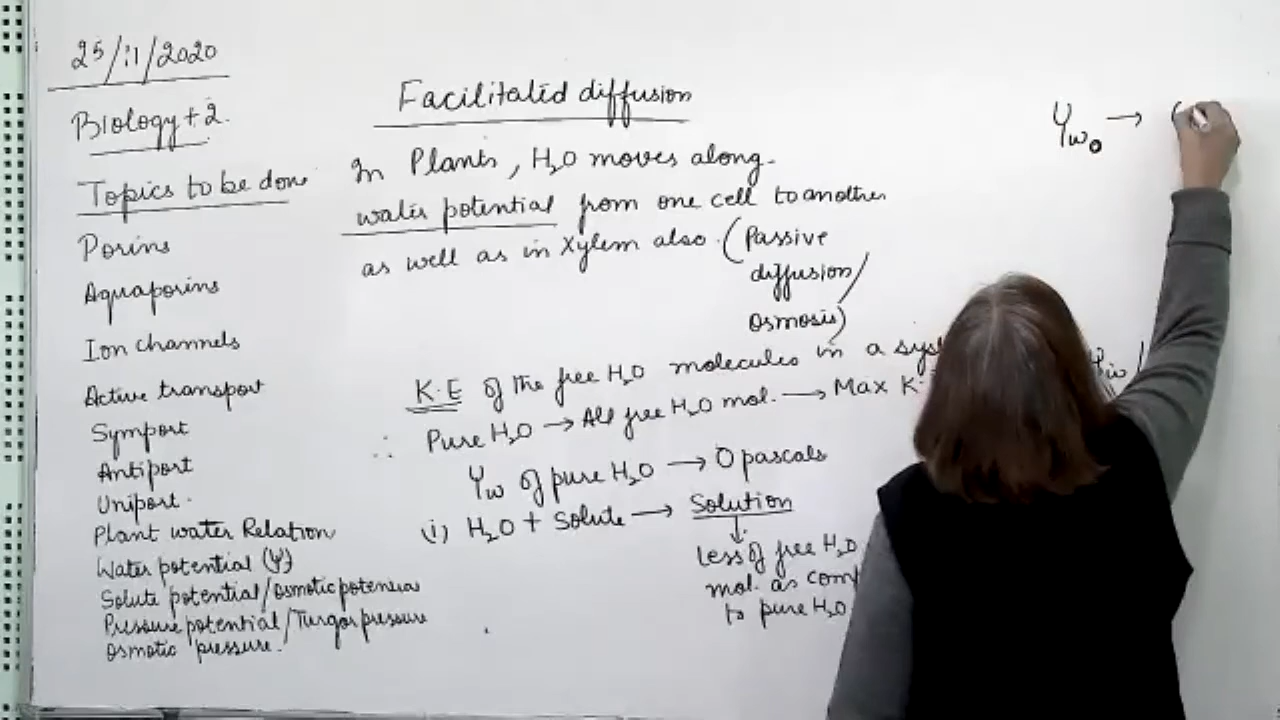 25/11/2020
Biology +2.
Topics to be done
Porins
Aquaporins
Ion channels
Active transport
Symport
Antiport
Uniport.
Plant water Relation
Water potential (Ψ)
Solute potential/Osmotic potential
Pressure potential/Turgor pressure
Osmotic pressure.
Facilitated diffusion
In Plants, H₂O moves along
water potential from one cell to another
as well as in Xylem also (Passive
diffusion/
Osmosis)
K.E of the free H₂O molecules in a
∴ Pure H₂O → All free H₂O mol. → Max K.
Ψw of pure H₂O → 0 pascals
(i) H₂O + Solute → Solution
↓
less of free H₂O
mol. as
to pure H₂O
Ψw₀ →
Ψw